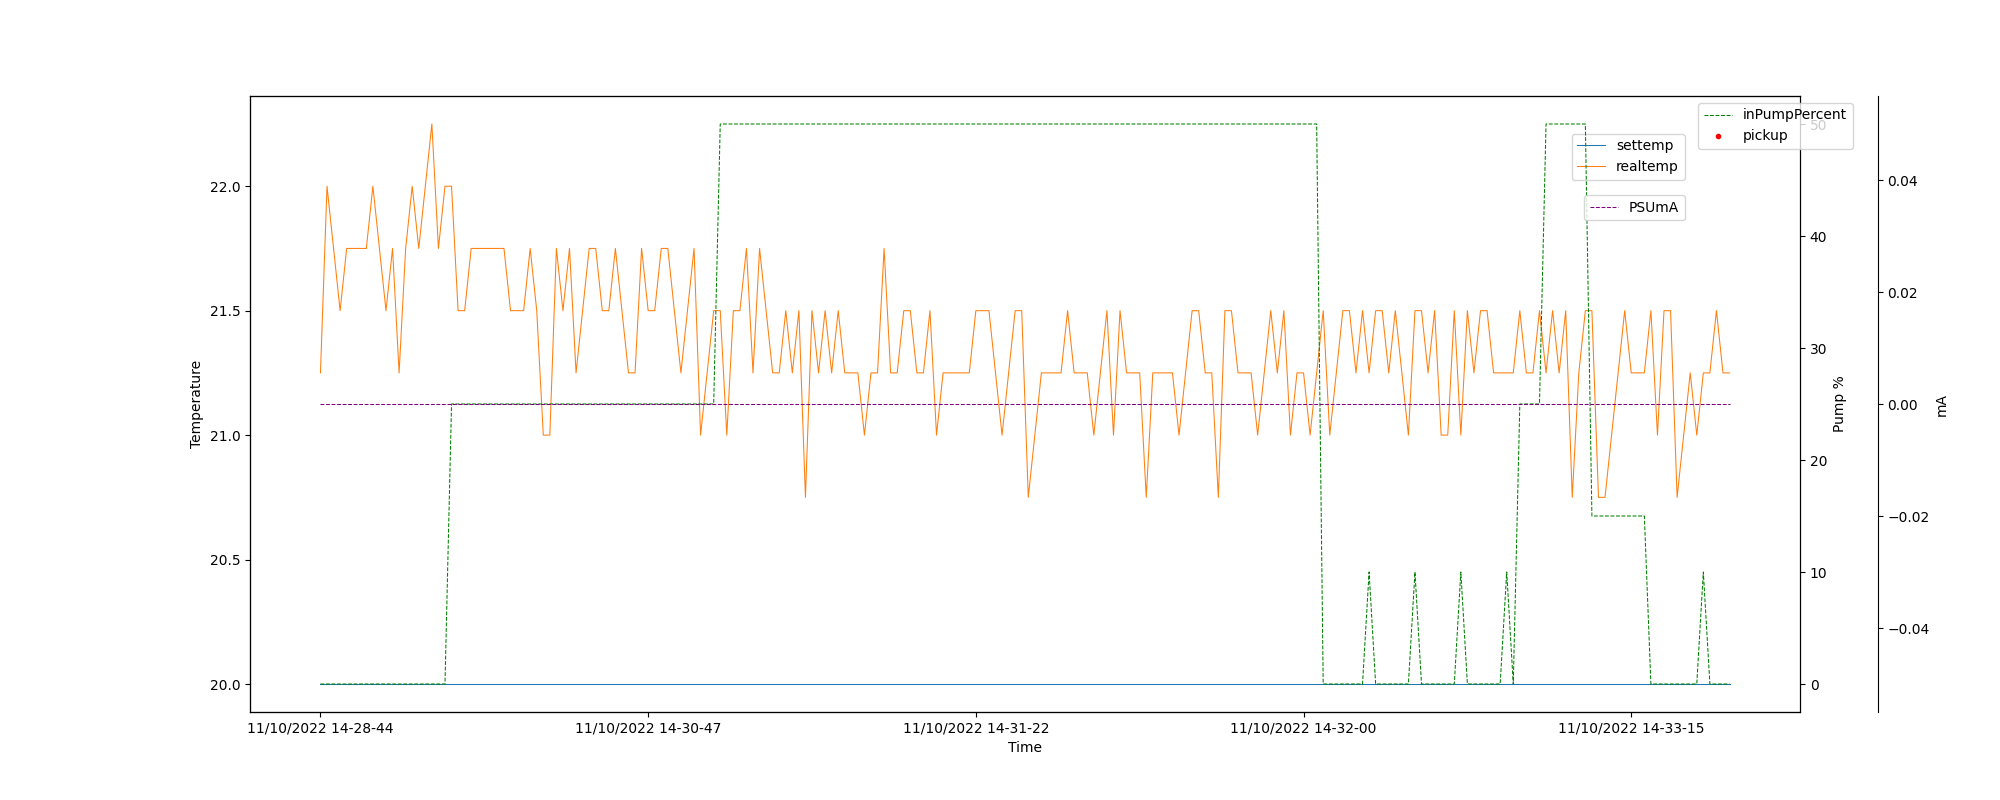 inPumpPercent
pickup
settemp
realtemp
PSUmA
Temperature
22.0
21.5
21.0
20.5
20.0
50
40
30
20
10
0
Pump %
0.04
0.02
0.00
−0.02
−0.04
mA
11/10/2022 14-28-44
11/10/2022 14-30-47
11/10/2022 14-31-22
11/10/2022 14-32-00
11/10/2022 14-33-15
Time